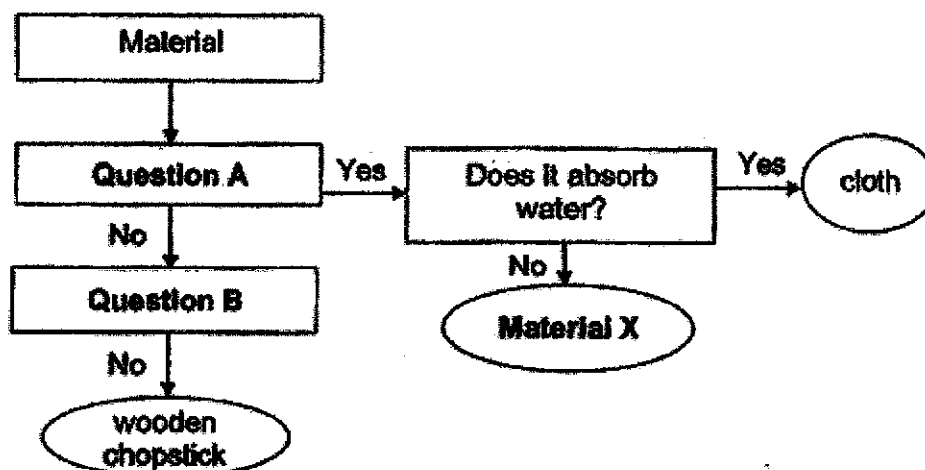 Material
Question A
Yes
Does it absorb
water?
Yes
cloth
No
No
Question B
Material X
No
wooden
chopstick